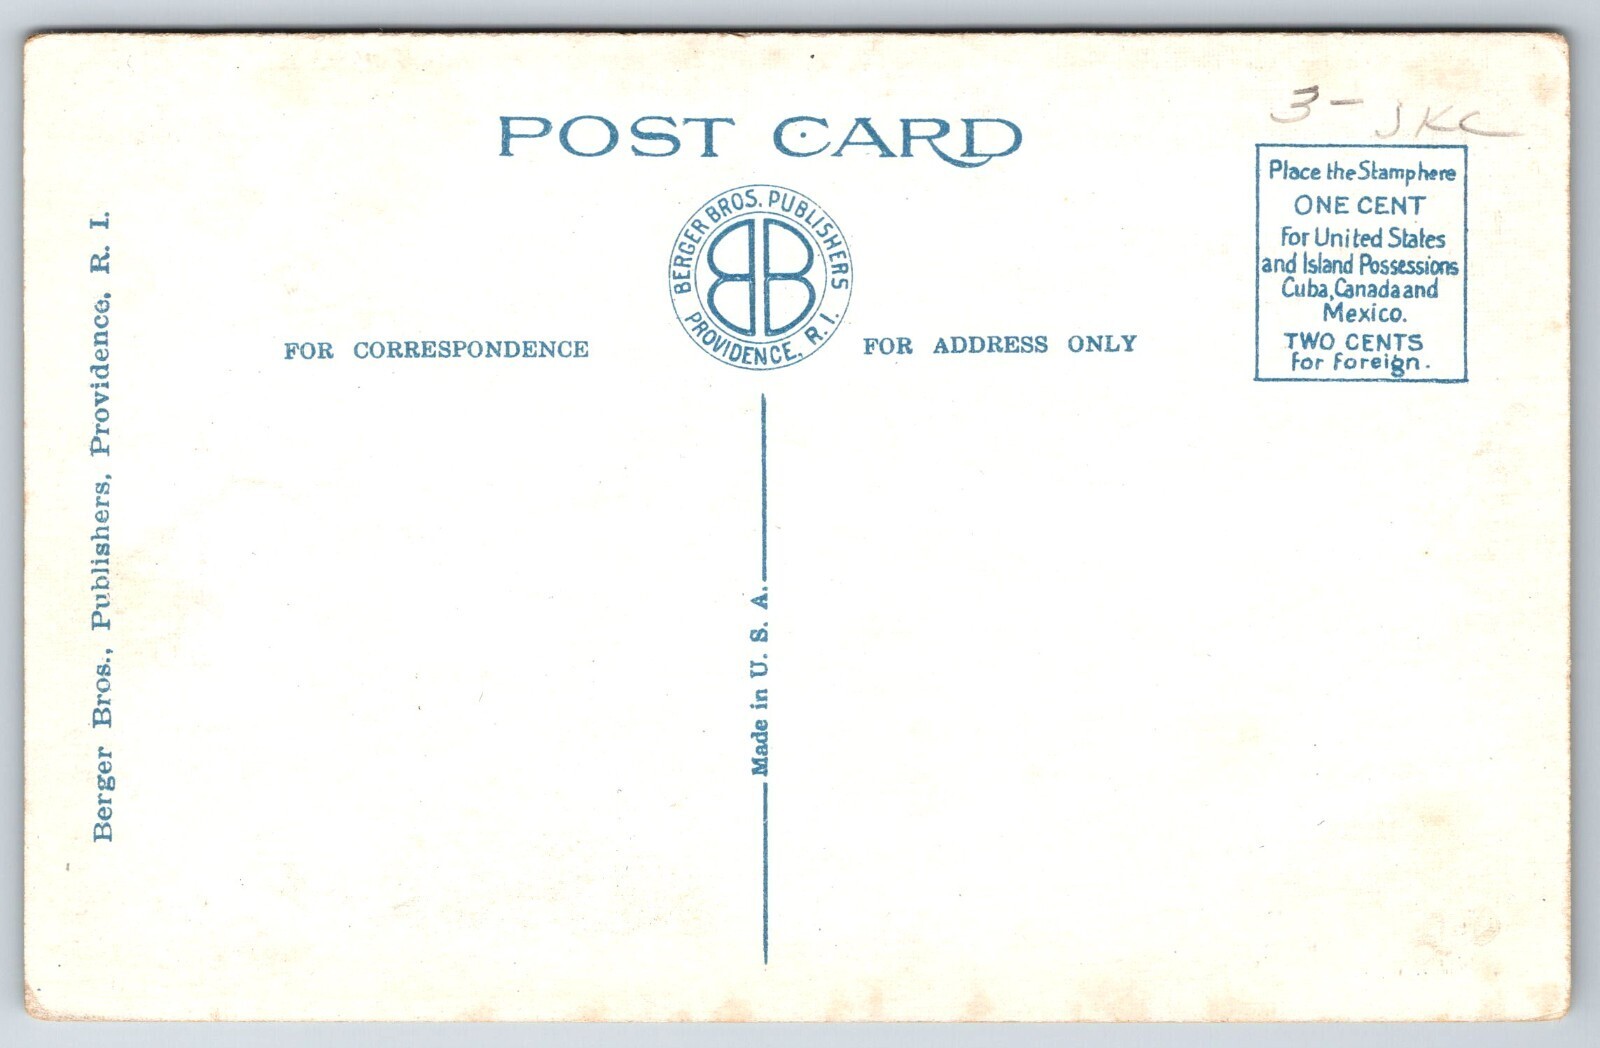 3- JKC
POST CARD
BERGER BROS. PUBLISHERS
PROVIDENCE, R. I.
BB
FOR CORRESPONDENCE
FOR ADDRESS ONLY
Place the Stamp here
ONE CENT
For United States
and Island Possessions
Cuba, Canada and
Mexico.
TWO CENTS
for Foreign.
Berger Bros., Publishers, Providence, R. I.
Made in U. S. A.